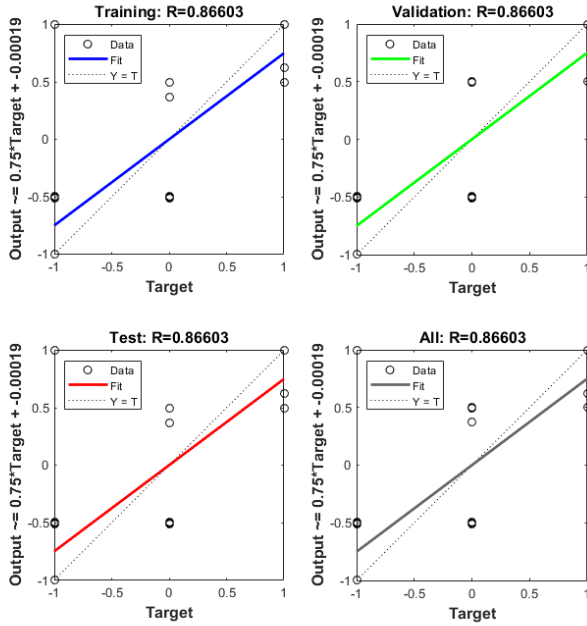 Training: R=0.86603
Output ~= 0.75*Target + -0.00019
1
0.5
0
-0.5
-1
Data
Fit
Y = T
-1
-0.5
0
0.5
1
Target
Validation: R=0.86603
Output ~= 0.75*Target + -0.00019
1
0.5
0
-0.5
-1
Data
Fit
Y = T
-1
-0.5
0
0.5
1
Target
Test: R=0.86603
Output ~= 0.75*Target + -0.00019
1
0.5
0
-0.5
-1
Data
Fit
Y = T
-1
-0.5
0
0.5
1
Target
All: R=0.86603
Output ~= 0.75*Target + -0.00019
1
0.5
0
-0.5
-1
Data
Fit
Y = T
-1
-0.5
0
0.5
1
Target